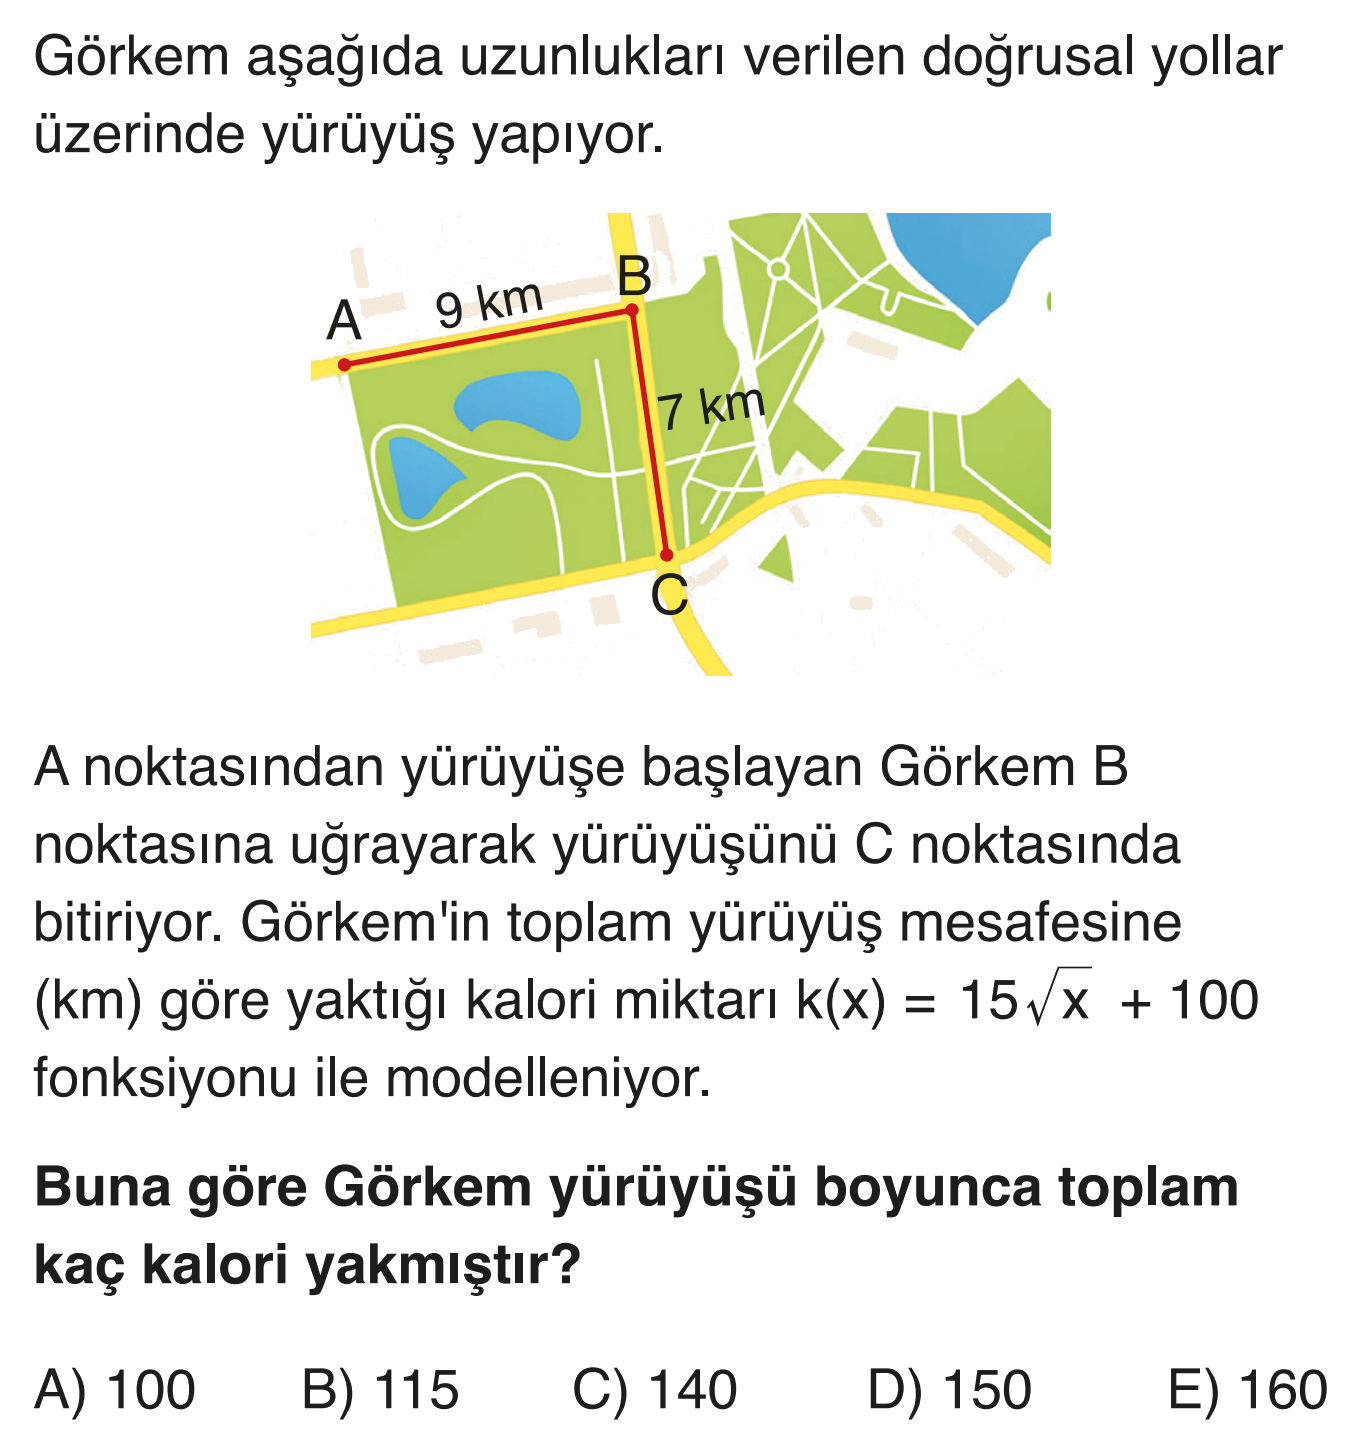 Görkem aşağıda uzunlukları verilen doğrusal yollar
üzerinde yürüyüş yapıyor.
A
9 km
B
7 km
C
A noktasından yürüyüşe başlayan Görkem B
noktasına uğrayarak yürüyüşünü C noktasında
bitiriyor. Görkem'in toplam yürüyüş mesafesine
(km) göre yaktığı kalori miktarı k(x) = 15√x + 100
fonksiyonu ile modelleniyor.
Buna göre Görkem yürüyüşü boyunca toplam
kaç kalori yakmıştır?
A) 100 B) 115 C) 140 D) 150 E) 160